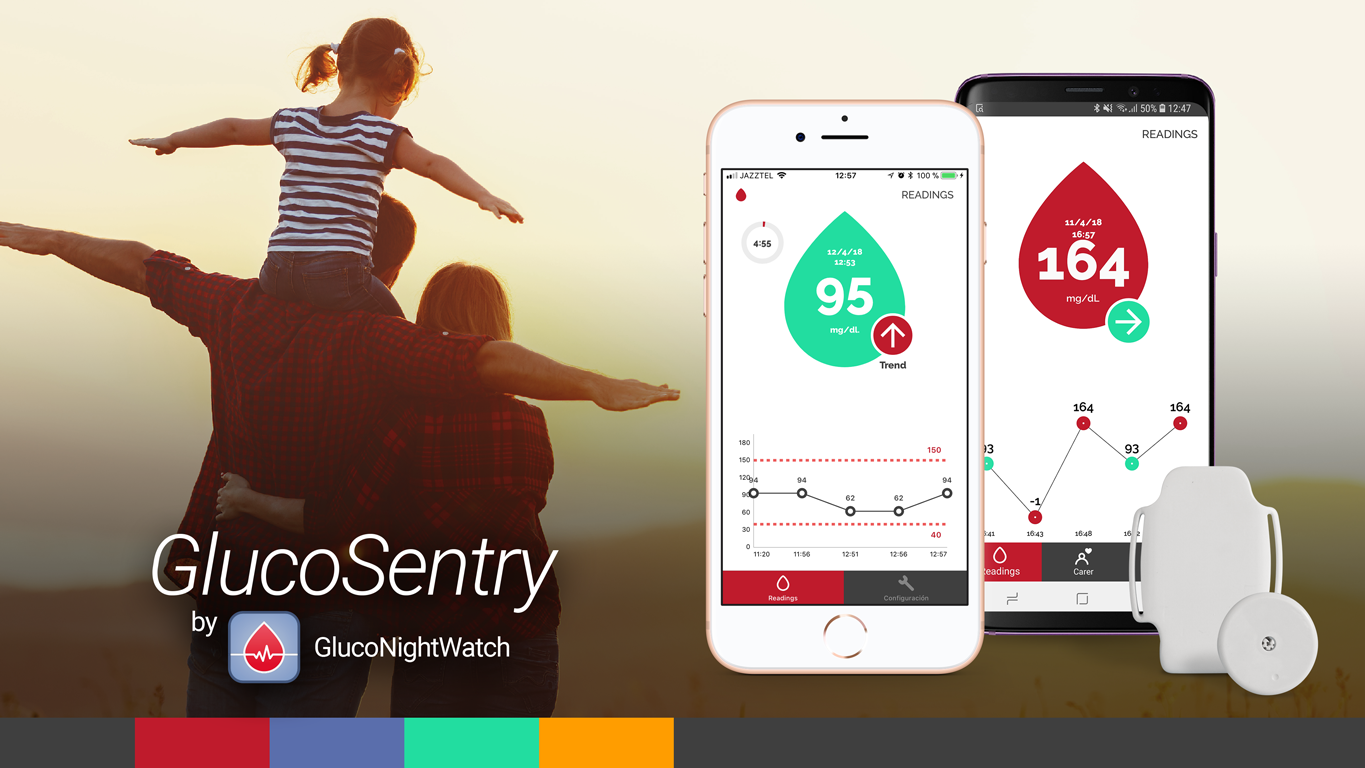 GlucoSentry
by
GlucoNightWatch
JAZZTEL
12:57
100 %
READINGS
4:55
12/4/18
12:53
95
mg/dL
Trend
180
150
120
90
60
30
0
150
40
94
94
62
62
94
11:20
11:56
12:51
12:56
12:57
Readings
Configuración
50%
12:47
READINGS
11/4/18
16:57
164
mg/dL
93
-1
164
93
164
16:43
16:48
Readings
Carer